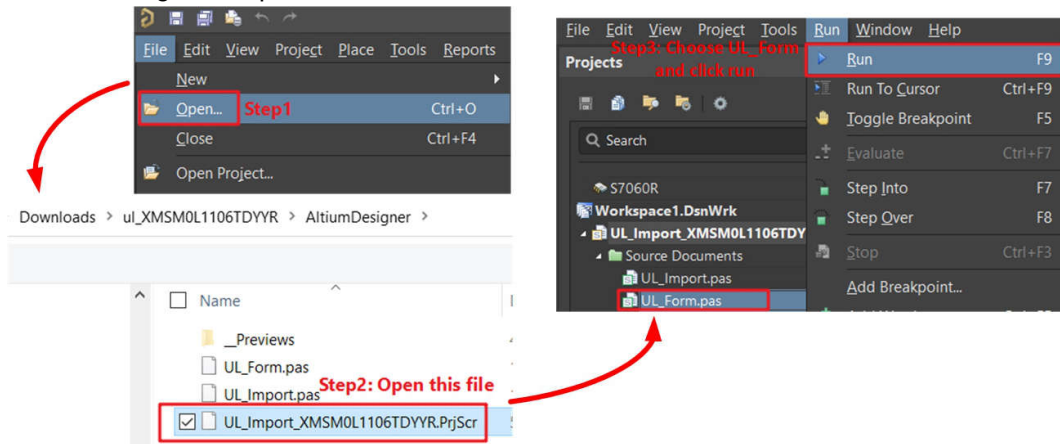 File Edit View Project Place Tools Reports
New
Open... Step1 Ctrl+O
Close Ctrl+F4
Open Project...
Downloads > ul_XMSM0L1106TDYYR > AltiumDesigner >
Name
__Previews
UL_Form.pas
UL_Import.pas
Step2: Open this file
UL_Import_XMSM0L1106TDYYR.PrjScr
File Edit View Project Tools Run Window Help
Step3: Choose UL_Form
and click run
Projects
Search
S7060R
Workspace1.DsnWrk
UL_Import_XMSM0L1106TDY
Source Documents
UL_Import.pas
UL_Form.pas
Run F9
Run To Cursor Ctrl+F9
Toggle Breakpoint F5
Evaluate Ctrl+F7
Step Into F7
Step Over F8
Stop Ctrl+F3
Add Breakpoint...